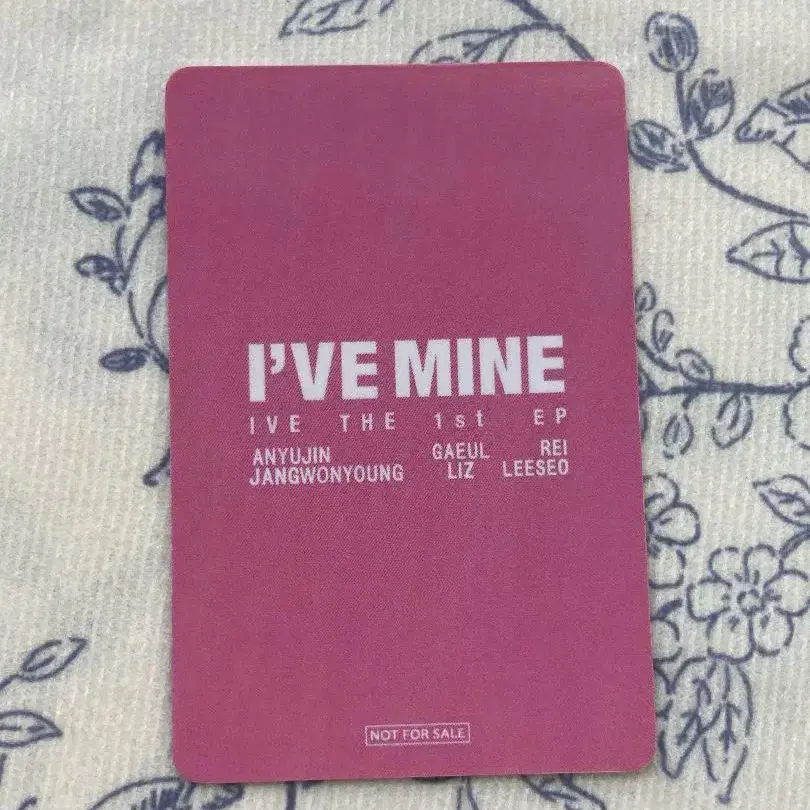 I'VE MINE
IVE THE 1st EP
ANYUJIN GAEUL REI
JANGWONYOUNG LIZ LEESEO
NOT FOR SALE